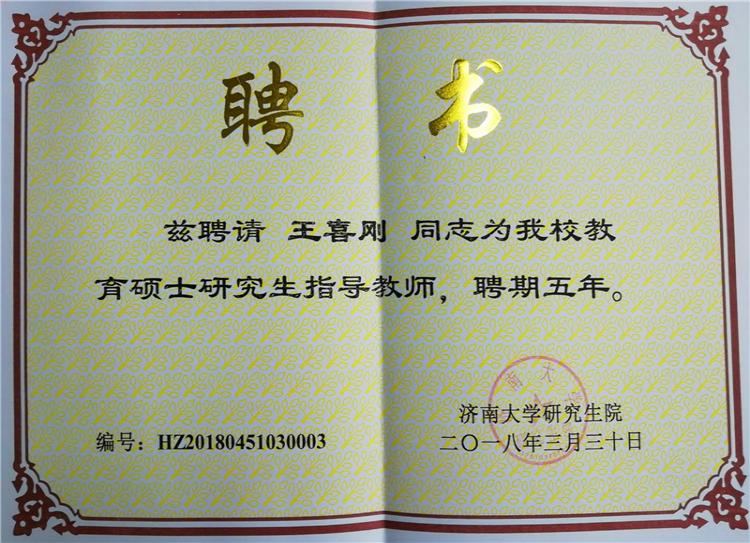 聘 书
兹聘请 王喜刚 同志为我校教
育硕士研究生指导教师，聘期五年。
济南大学研究生院
编号：HZ20180451030003
二〇一八年三月三十日